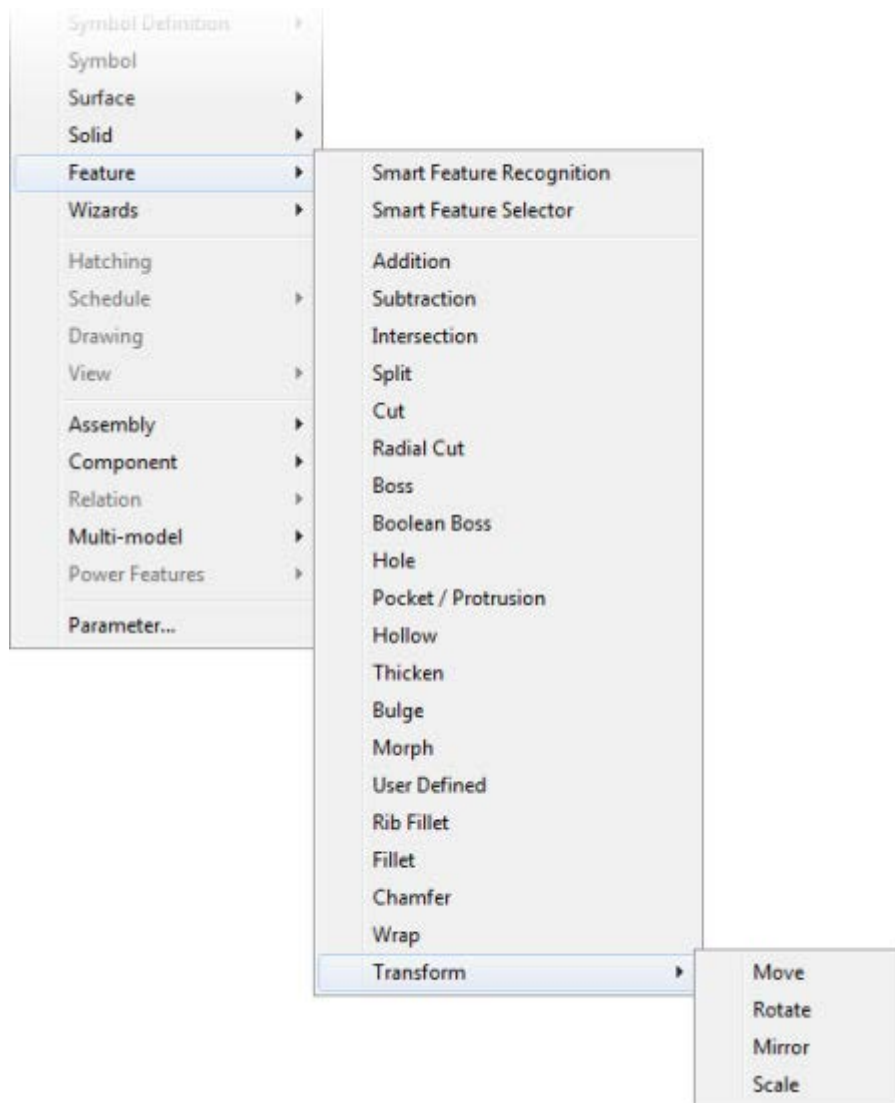 Symbol Definition
Symbol
Surface
Solid
Feature
Wizards
Hatching
Schedule
Drawing
View
Assembly
Component
Relation
Multi-model
Power Features
Parameter...
Smart Feature Recognition
Smart Feature Selector
Addition
Subtraction
Intersection
Split
Cut
Radial Cut
Boss
Boolean Boss
Hole
Pocket / Protrusion
Hollow
Thicken
Bulge
Morph
User Defined
Rib Fillet
Fillet
Chamfer
Wrap
Transform
Move
Rotate
Mirror
Scale